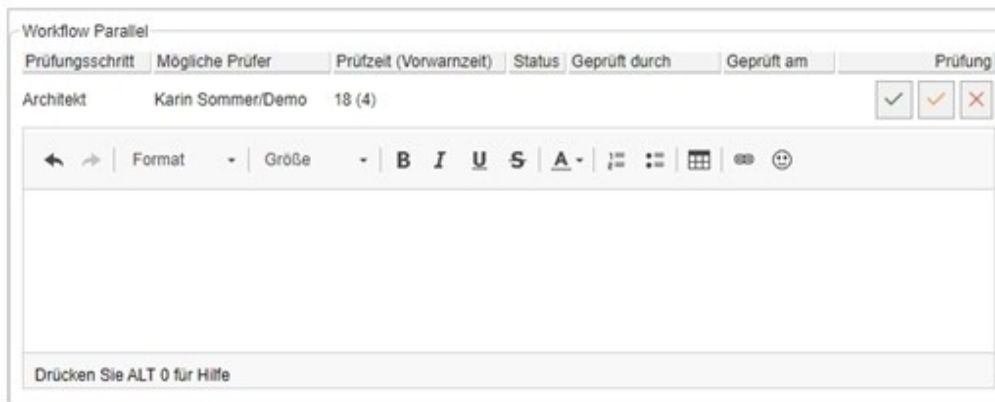 Workflow Parallel
Prüfungsschritt Mögliche Prüfer Prüfzeit (Vorwarnzeit) Status Geprüft durch Geprüft am Prüfung
Architekt Karin Sommer/Demo 18 (4)
Format Größe B I U S A
Drücken Sie ALT 0 für Hilfe